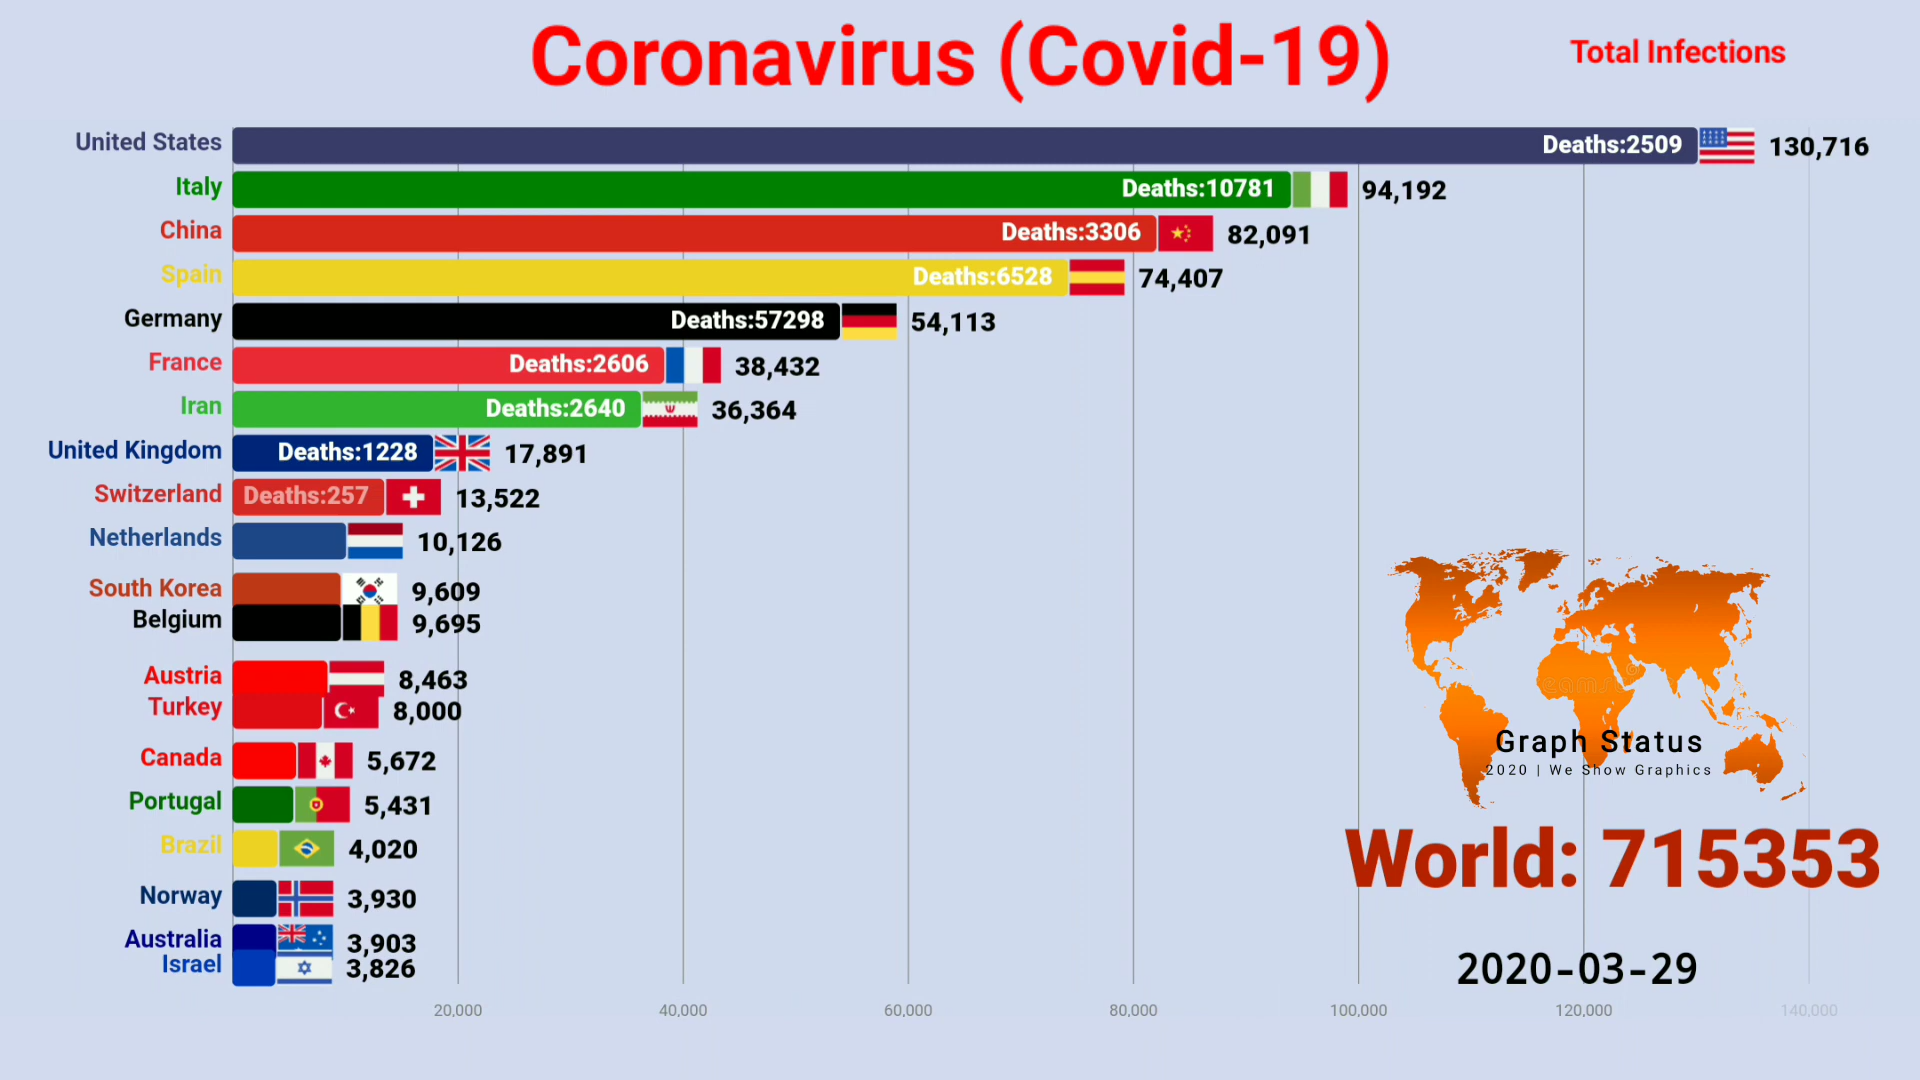 Coronavirus (Covid-19)
Total Infections
United States Deaths:2509 130,716
Italy Deaths:10781 94,192
China Deaths:3306 82,091
Spain Deaths:6528 74,407
Germany Deaths:57298 54,113
France Deaths:2606 38,432
Iran Deaths:2640 36,364
United Kingdom Deaths:1228 17,891
Switzerland Deaths:257 13,522
Netherlands 10,126
South Korea 9,609
Belgium 9,695
Austria 8,463
Turkey 8,000
Canada 5,672
Portugal 5,431
Brazil 4,020
Norway 3,930
Australia 3,903
Israel 3,826
Graph Status
2020 | We Show Graphics
World: 715353
2020-03-29
20,000 40,000 60,000 80,000 100,000 120,000 140,000